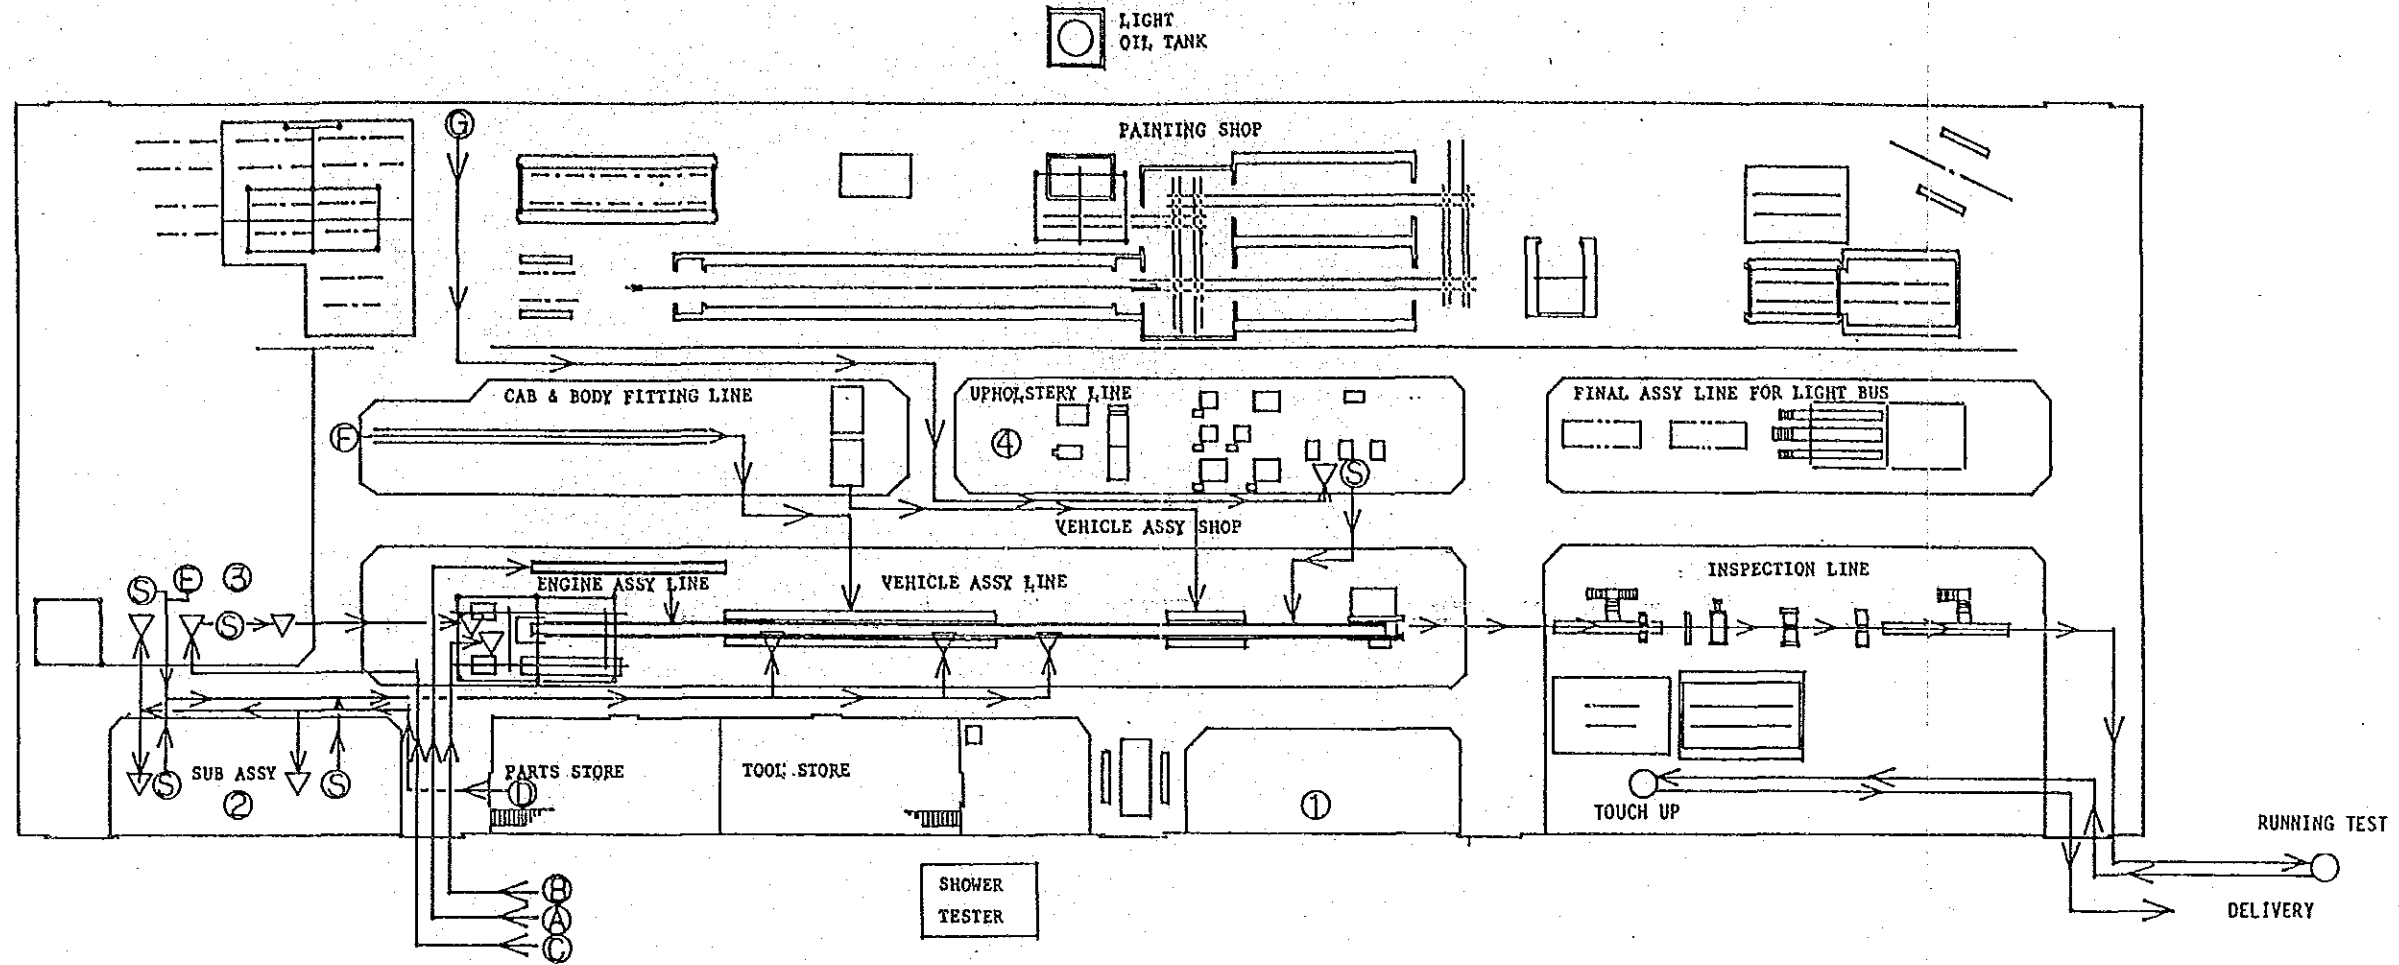 LIGHT
OIL TANK
G
PAINTING SHOP
CAB & BODY FITTING LINE
UPHOLSTERY LINE
FINAL ASSY LINE FOR LIGHT BUS
F
④
S
VEHICLE ASSY SHOP
S
E
③
ENGINE ASSY LINE
VEHICLE ASSY LINE
INSPECTION LINE
S
SUB ASSY
S
S
②
PARTS STORE
D
TOOL STORE
①
TOUCH UP
RUNNING TEST
B
A
C
SHOWER
TESTER
DELIVERY